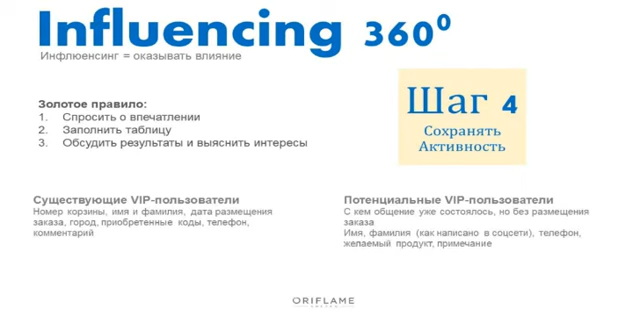 Influencing 360⁰
Инфлюенсинг = оказывать влияние
Золотое правило:
1. Спросить о впечатлении
2. Заполнить таблицу
3. Обсудить результаты и выяснить интересы
Шаг 4
Сохранять
Активность
Существующие VIP-пользователи
Номер корзины, имя и фамилия, дата размещения
заказа, город, приобретенные коды, телефон,
комментарий
Потенциальные VIP-пользователи
С кем общение уже состоялось, но без размещения
заказа
Имя, фамилия (как написано в соцсети), телефон,
желаемый продукт, примечание
ORIFLAME
SWEDEN